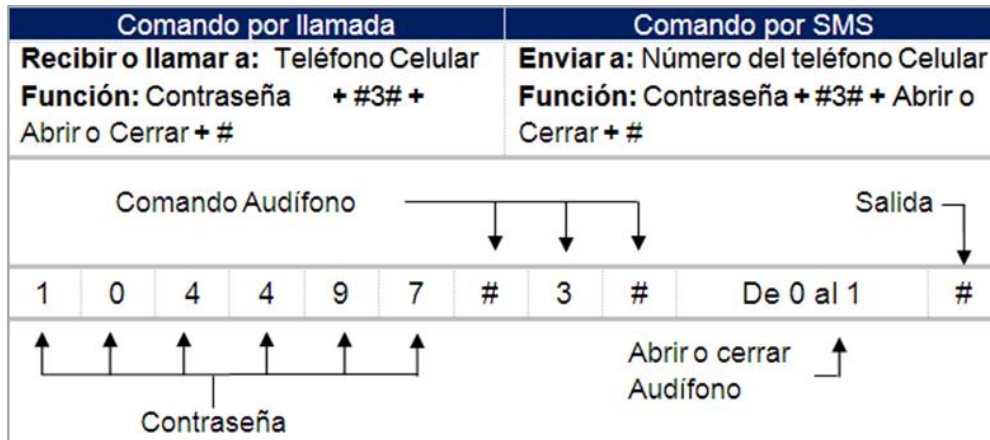 Comando por llamada
Recibir o llamar a: Teléfono Celular
Función: Contraseña + #3# +
Abrir o Cerrar + #
Comando por SMS
Enviar a: Número del teléfono Celular
Función: Contraseña + #3# + Abrir o
Cerrar + #
Comando Audífono
Salida
1 0 4 4 9 7 # 3 # De 0 al 1 #
Contraseña
Abrir o cerrar
Audífono